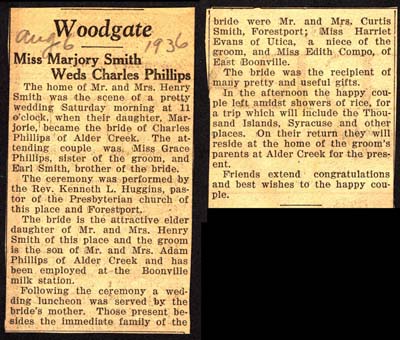 Woodgate
Aug 6 1936
Miss Marjory Smith
Weds Charles Phillips
The home of Mr. and Mrs. Henry
Smith was the scene of a pretty
wedding Saturday morning at 11
o'clock, when their daughter, Mar-
jorie, became the bride of Charles
Phillips of Alder Creek. The at-
tending couple was, Miss Grace
Phillips, sister of the groom, and
Earl Smith, brother of the bride.
The ceremony was performed by
the Rev. Kenneth L. Huggins, pas-
tor of the Presbyterian church of
this place and Forestport.
The bride is the attractive elder
daughter of Mr. and Mrs. Henry
Smith of this place and the groom
is the son of Mr. and Mrs. Adam
Phillips of Alder Creek and has
been employed at the Boonville
milk station.
Following the ceremony a wed-
ding luncheon was served by the
bride's mother. Those present be-
sides the immediate family of the
bride were Mr. and Mrs. Curtis
Smith, Forestport; Miss Harriet
Evans of Utica, a niece of the
groom, and Miss Edith Compo, of
East Boonville.
The bride was the recipient of
many pretty and useful gifts.
In the afternoon the happy cou-
ple left amidst showers of rice, for
a trip which will include the Thou-
sand Islands, Syracuse and other
places. On their return they will
reside at the home of the groom's
parents at Alder Creek for the pres-
ent.
Friends extend congratulations
and best wishes to the happy cou-
ple.